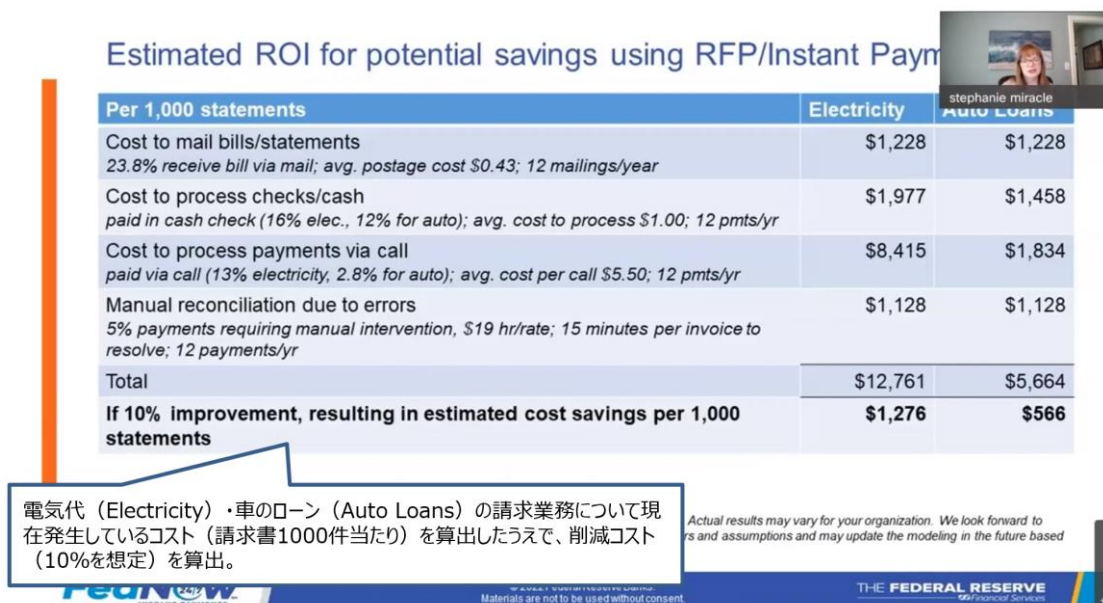 Estimated ROI for potential savings using RFP/Instant Paym
stephanie miracle
Per 1,000 statements Electricity Auto Loans
Cost to mail bills/statements $1,228 $1,228
23.8% receive bill via mail; avg. postage cost $0.43; 12 mailings/year
Cost to process checks/cash $1,977 $1,458
paid in cash check (16% elec., 12% for auto); avg. cost to process $1.00; 12 pmts/yr
Cost to process payments via call $8,415 $1,834
paid via call (13% electricity, 2.8% for auto); avg. cost per call $5.50; 12 pmts/yr
Manual reconciliation due to errors $1,128 $1,128
5% payments requiring manual intervention, $19 hr/rate; 15 minutes per invoice to
resolve; 12 payments/yr
Total $12,761 $5,664
If 10% improvement, resulting in estimated cost savings per 1,000 $1,276 $566
statements
電気代（Electricity）・車のローン（Auto Loans）の請求業務について現
在発生しているコスト（請求書1000件当たり）を算出したうえで、削減コスト
（10%を想定）を算出。
Actual results may vary for your organization. We look forward to
rs and assumptions and may update the modeling in the future based
FedNow
© 2022 Federal Reserve Banks.
Materials are not to be used without consent.
THE FEDERAL RESERVE
Financial Services